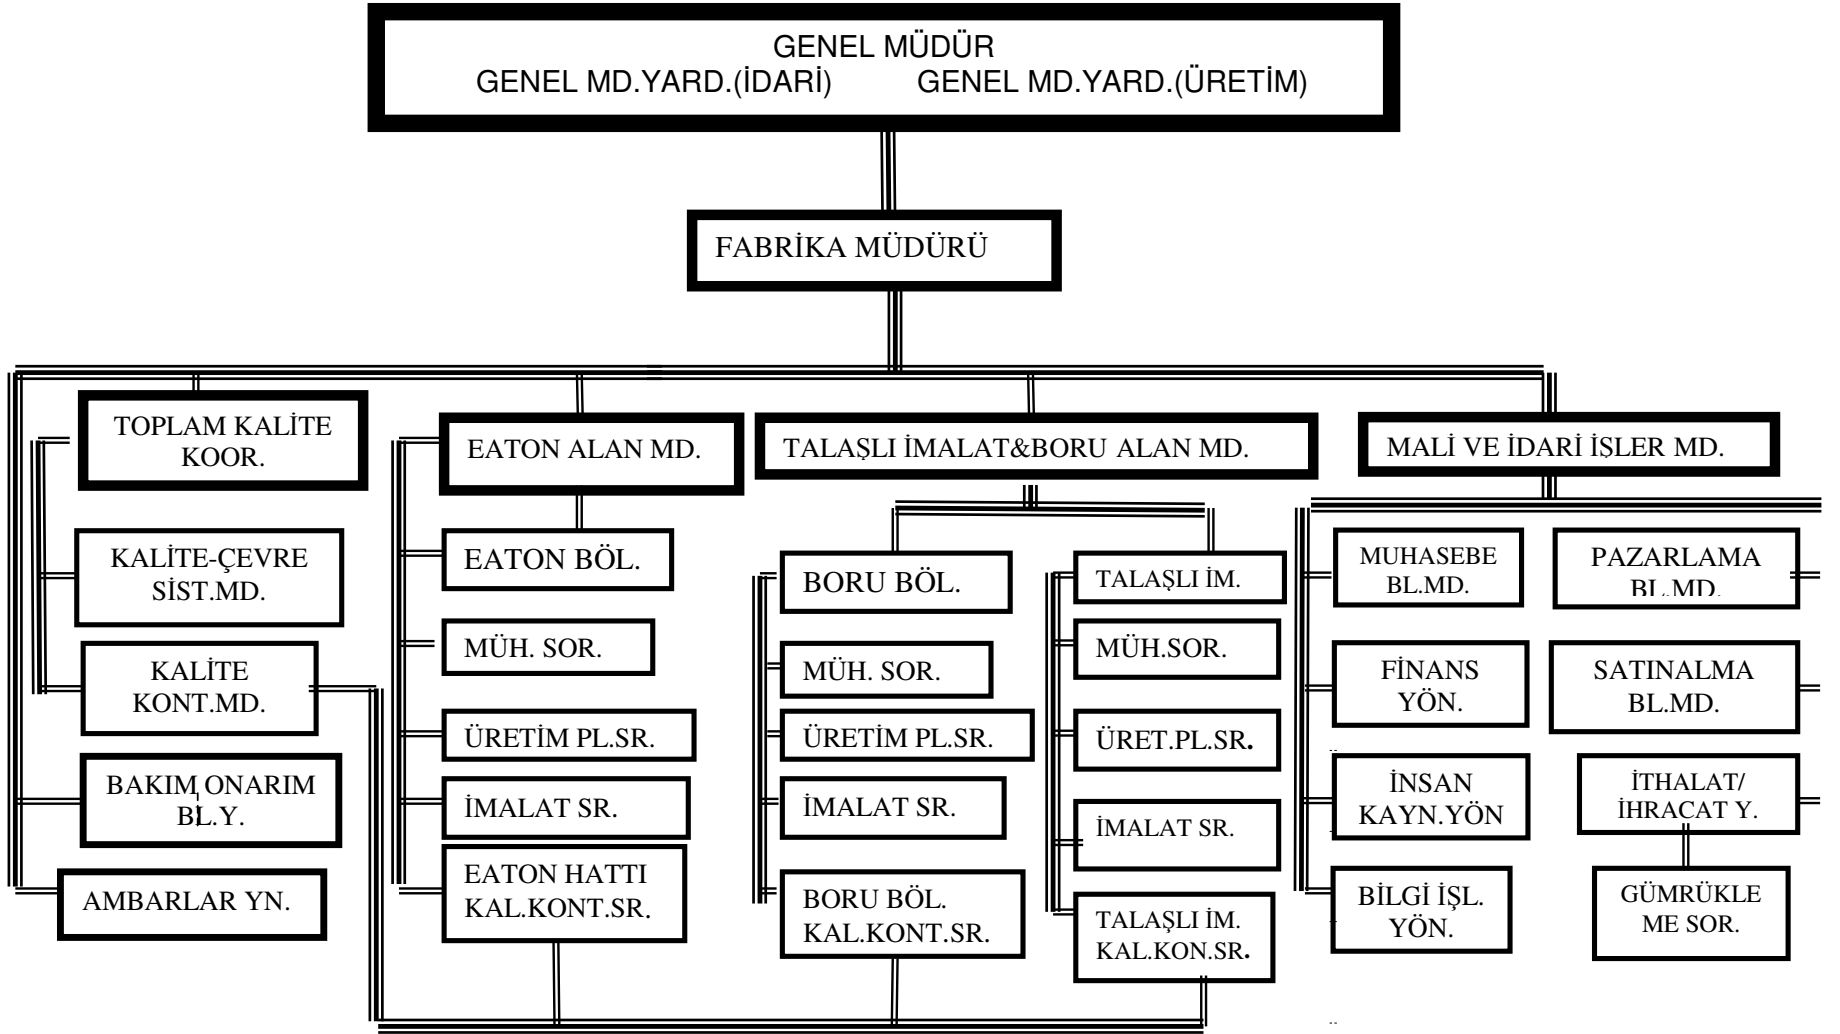 GENEL MÜDÜR
GENEL MD.YARD.(İDARİ) GENEL MD.YARD.(ÜRETİM)
FABRİKA MÜDÜRÜ
TOPLAM KALİTE
KOOR.
KALİTE-ÇEVRE
SİST.MD.
KALİTE
KONT.MD.
BAKIM ONARIM
BL.Y.
AMBARLAR YN.
EATON ALAN MD.
EATON BÖL.
MÜH. SOR.
ÜRETİM PL.SR.
İMALAT SR.
EATON HATTI
KAL.KONT.SR.
TALAŞLI İMALAT&BORU ALAN MD.
BORU BÖL.
MÜH. SOR.
ÜRETİM PL.SR.
İMALAT SR.
BORU BÖL.
KAL.KONT.SR.
TALAŞLI İM.
MÜH.SOR.
ÜRET.PL.SR.
İMALAT SR.
TALAŞLI İM.
KAL.KON.SR.
MALİ VE İDARİ İŞLER MD.
MUHASEBE
BL.MD.
FİNANS
YÖN.
İNSAN
KAYN.YÖN
BİLGİ İŞL.
YÖN.
PAZARLAMA
BL.MD.
SATINALMA
BL.MD.
İTHALAT/
İHRACAT Y.
GÜMRÜKLE
ME SOR.